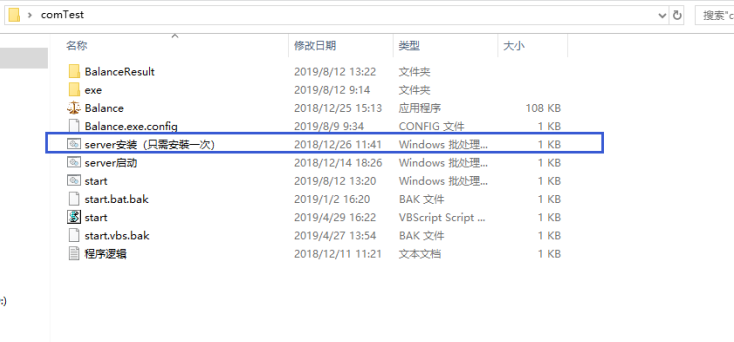 comTest
搜索"c
名称 修改日期 类型 大小
BalanceResult 2019/8/12 13:22 文件夹
exe 2019/8/12 9:14 文件夹
Balance 2018/12/25 15:13 应用程序 108 KB
Balance.exe.config 2019/8/9 9:34 CONFIG 文件 1 KB
server安装（只需安装一次） 2018/12/26 11:41 Windows 批处理... 1 KB
server启动 2018/12/14 18:26 Windows 批处理... 1 KB
start 2019/8/12 13:20 Windows 批处理... 1 KB
start.bat.bak 2019/1/2 16:20 BAK 文件 1 KB
start 2019/4/29 16:22 VBScript Script ... 1 KB
start.vbs.bak 2019/4/27 13:54 BAK 文件 1 KB
程序逻辑 2018/12/11 11:21 文本文档 1 KB
:)